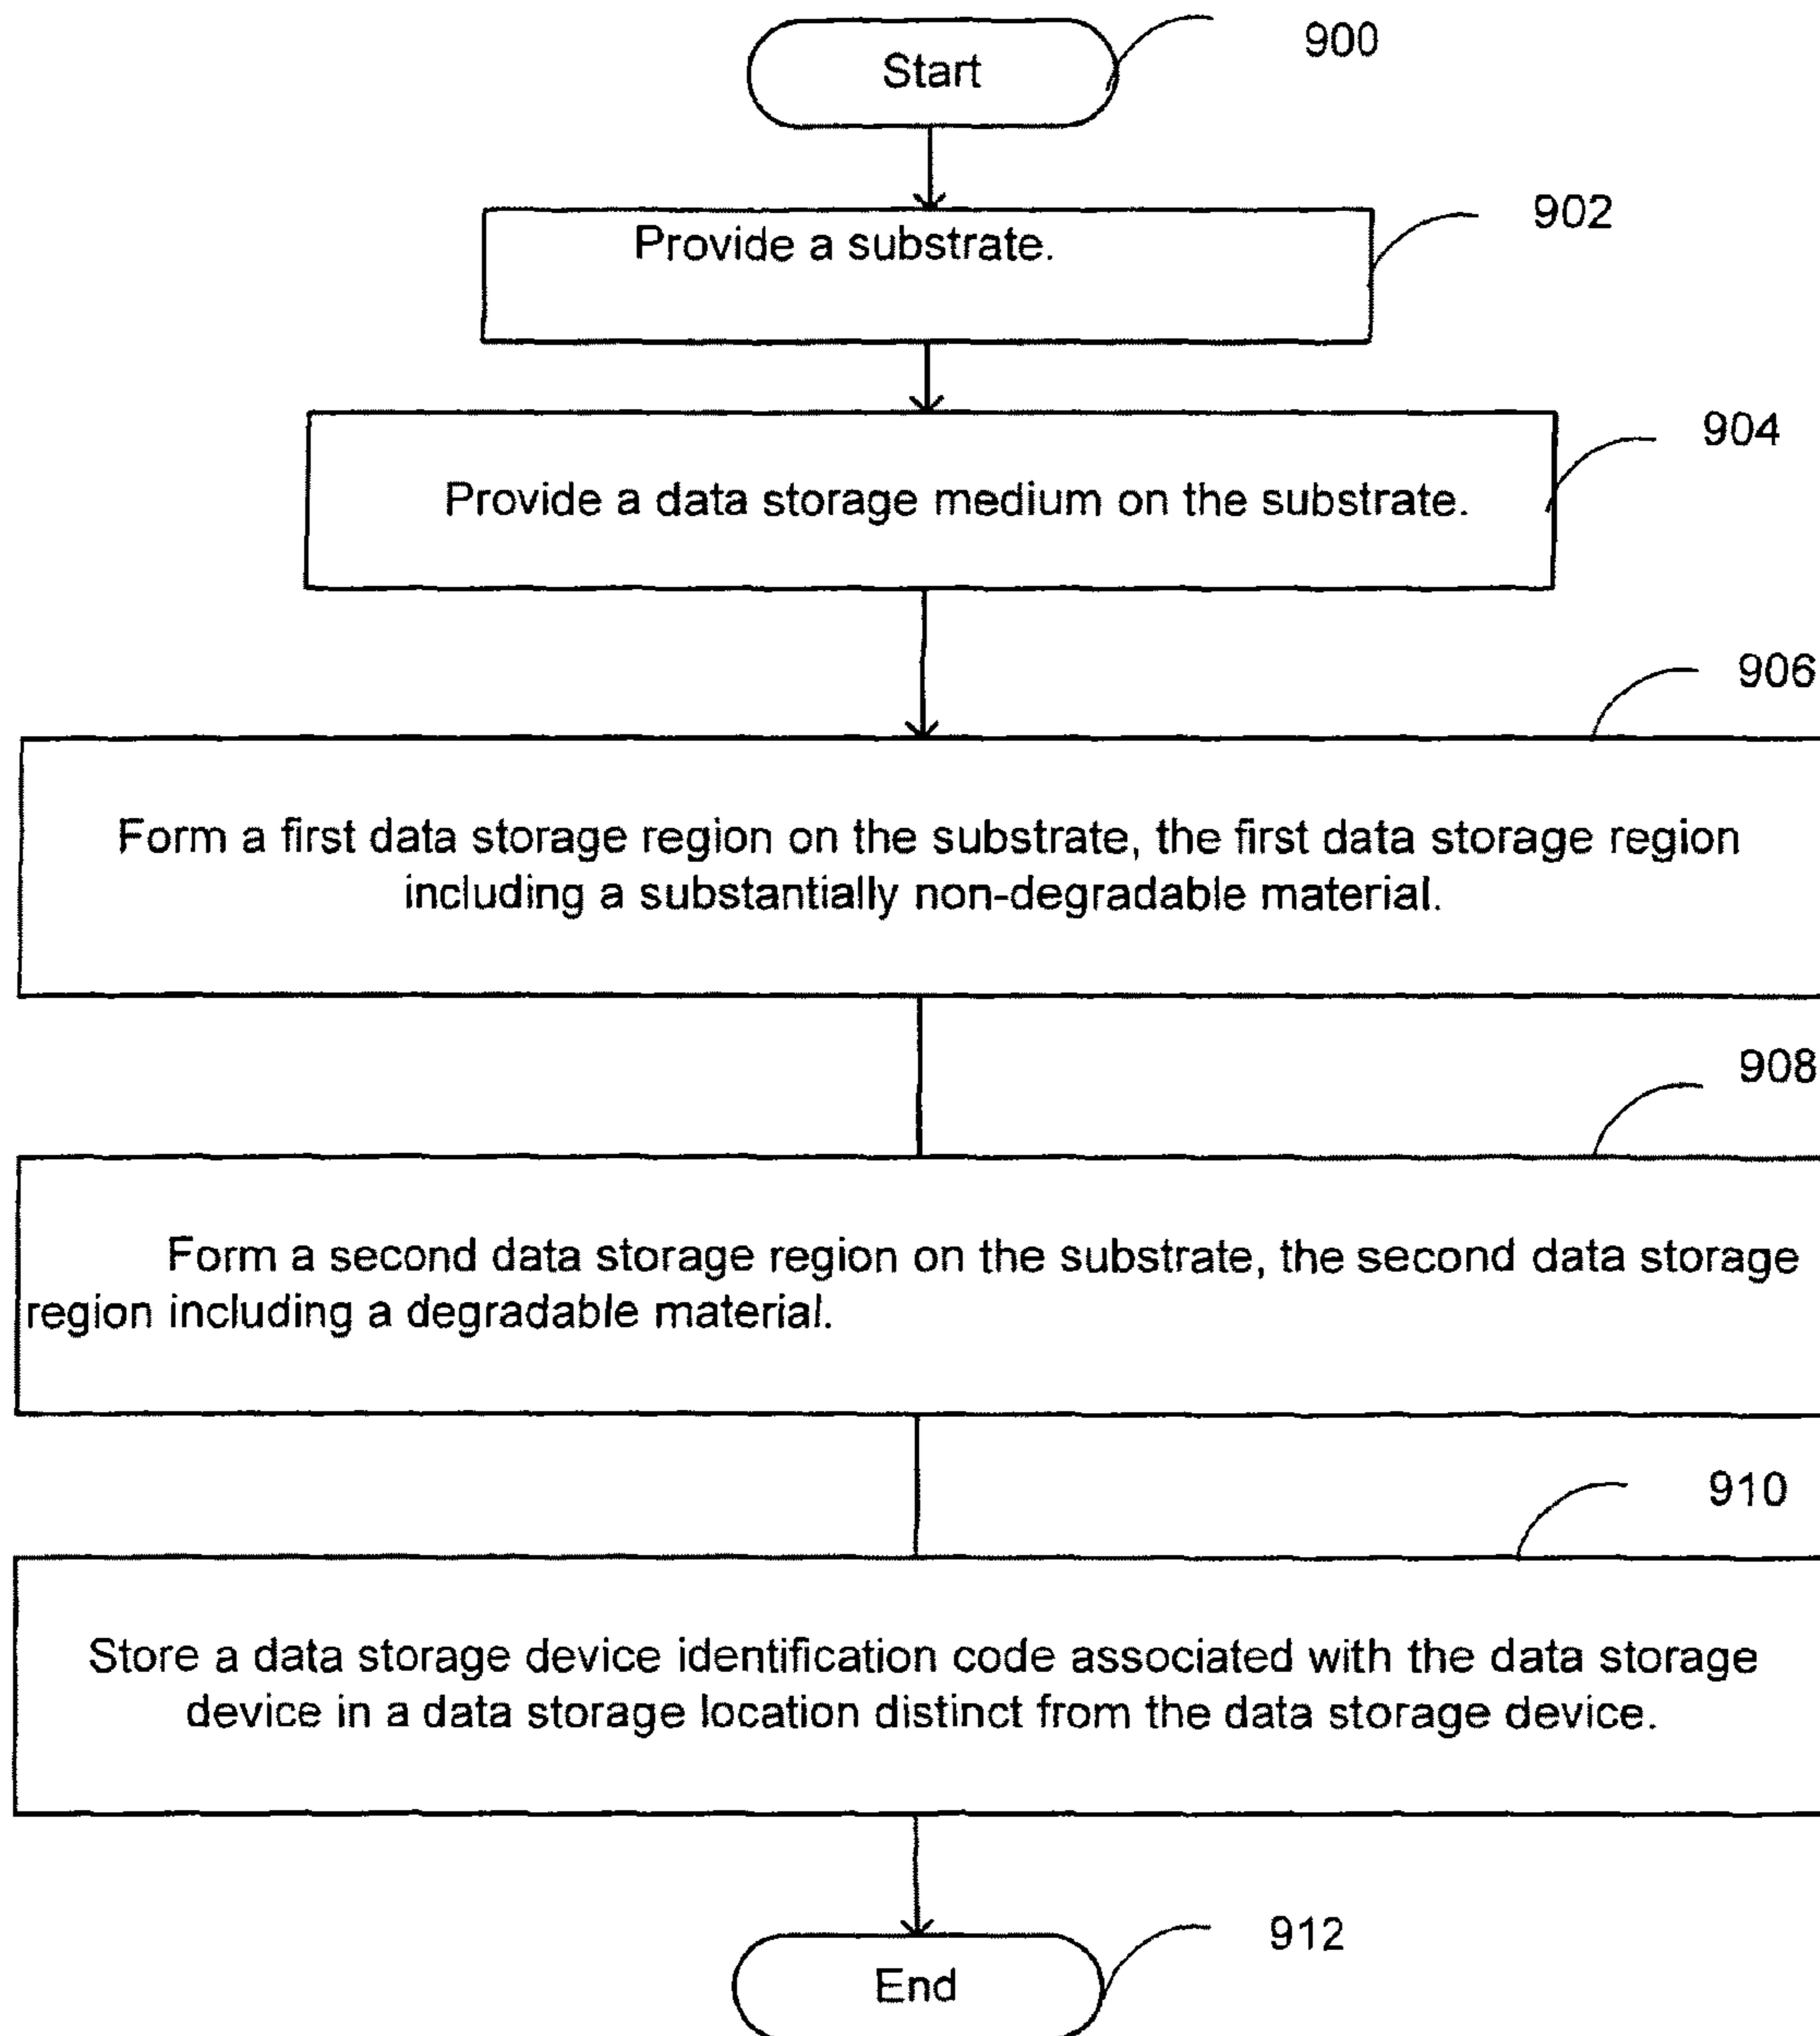 Start
900
Provide a substrate.
902
Provide a data storage medium on the substrate.
904
906
Form a first data storage region on the substrate, the first data storage region
including a substantially non-degradable material.
908
Form a second data storage region on the substrate, the second data storage
region including a degradable material.
910
Store a data storage device identification code associated with the data storage
device in a data storage location distinct from the data storage device.
912
End